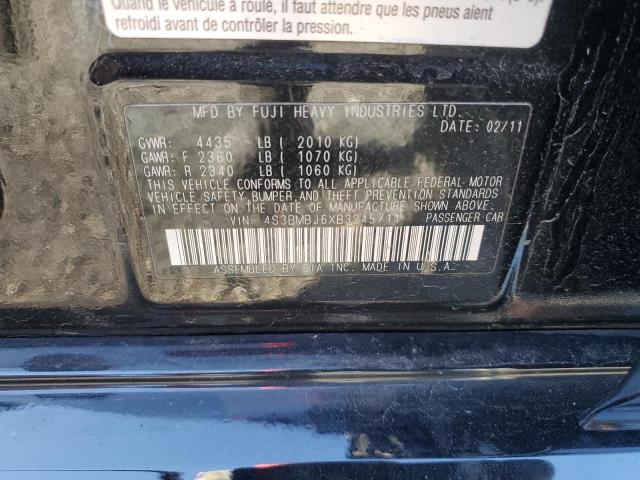 Quand le véhicule a roulé, il faut attendre que les pneus aient
refroidi avant de contrôler la pression.
MFD BY FUJI HEAVY INDUSTRIES LTD.
DATE: 02/11
GVWR: 4435 LB ( 2010 KG)
GAWR: F 2360 LB ( 1070 KG)
GAWR: R 2340 LB ( 1060 KG)
THIS VEHICLE CONFORMS TO ALL APPLICABLE FEDERAL MOTOR
VEHICLE SAFETY, BUMPER, AND THEFT PREVENTION STANDARDS
IN EFFECT ON THE DATE OF MANUFACTURE SHOWN ABOVE.
VIN: 4S3BMBJ6XB3245711 PASSENGER CAR
ASSEMBLED BY SIA INC. MADE IN U.S.A.